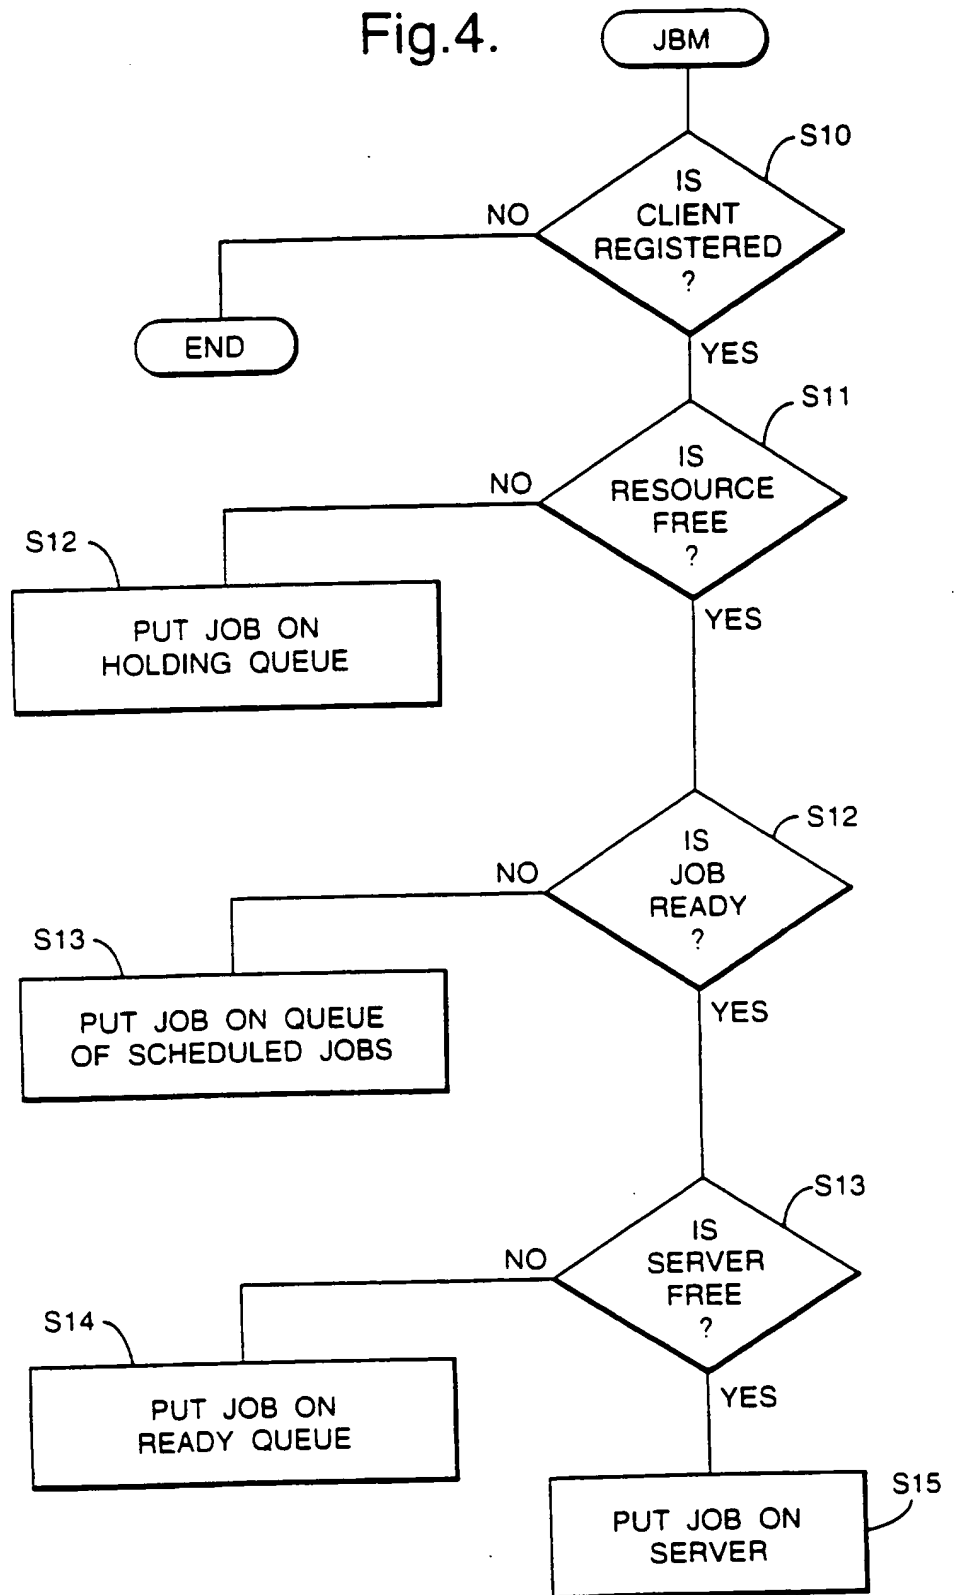 Fig.4.
JBM
S10
IS
CLIENT
REGISTERED
?
NO
YES
END
S11
IS
RESOURCE
FREE
?
NO
YES
S12
PUT JOB ON
HOLDING QUEUE
S12
IS
JOB
READY
?
NO
YES
S13
PUT JOB ON QUEUE
OF SCHEDULED JOBS
S13
IS
SERVER
FREE
?
NO
YES
S14
PUT JOB ON
READY QUEUE
S15
PUT JOB ON
SERVER